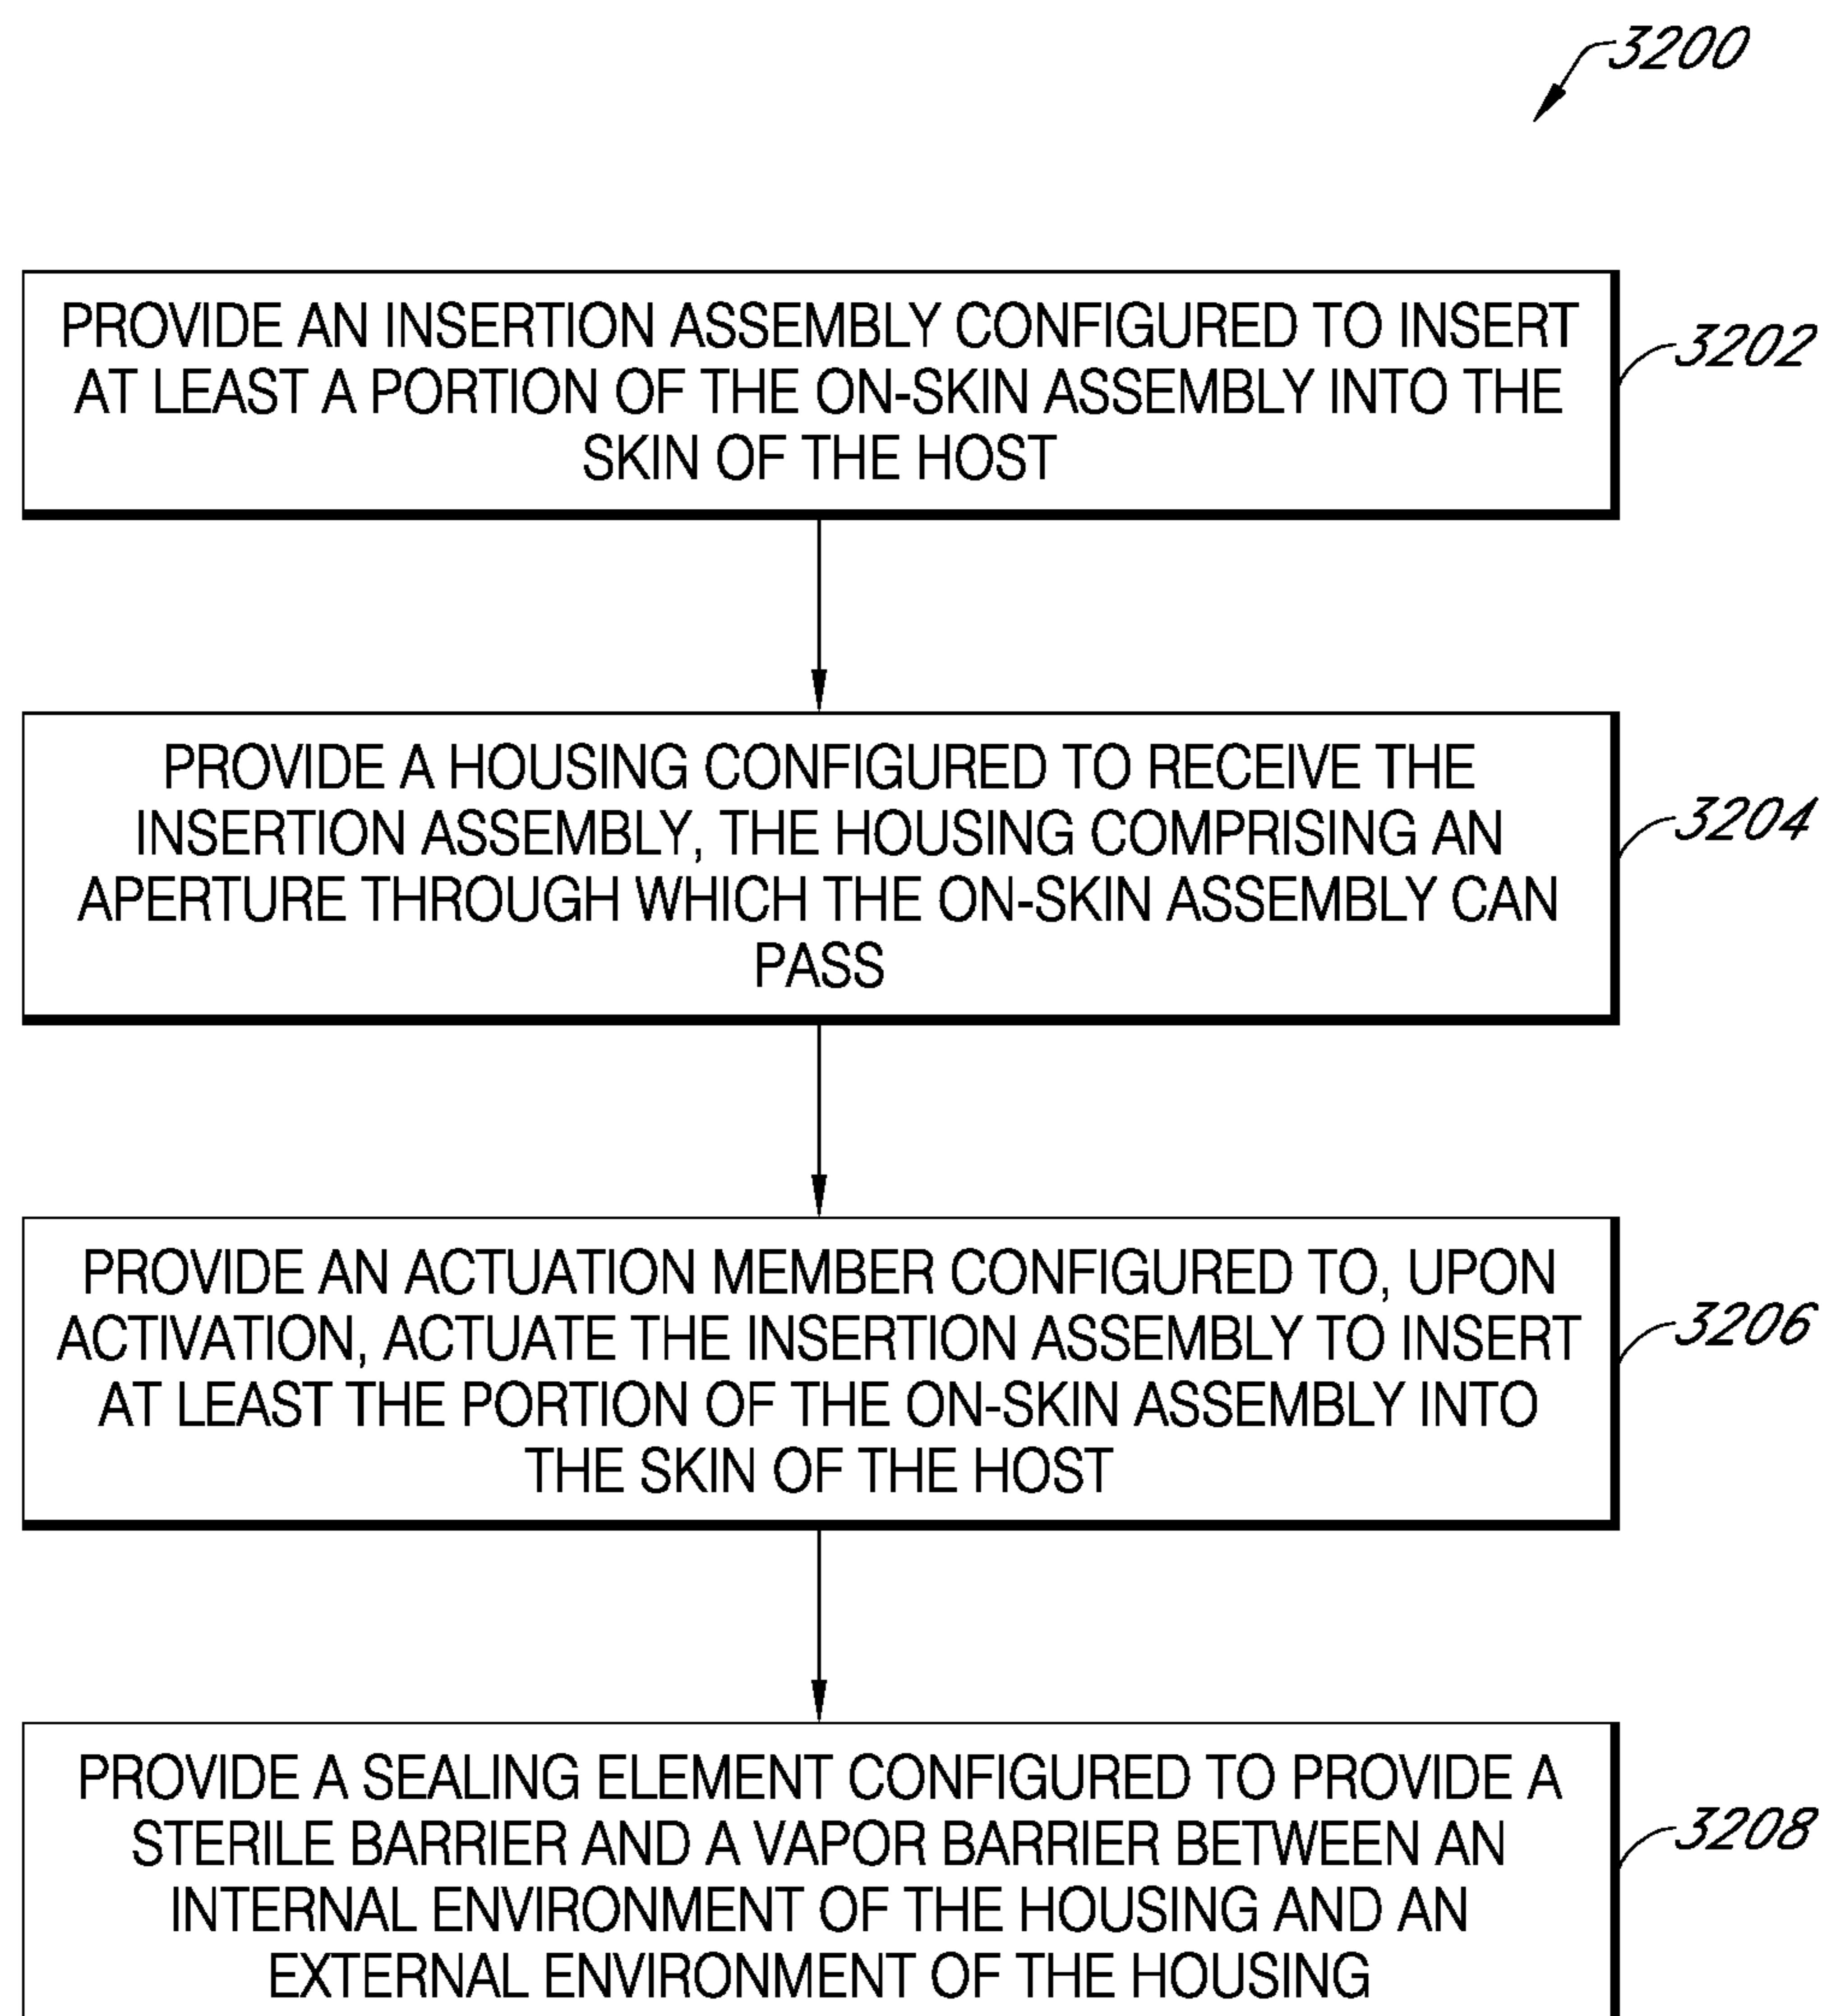 3200
PROVIDE AN INSERTION ASSEMBLY CONFIGURED TO INSERT
AT LEAST A PORTION OF THE ON-SKIN ASSEMBLY INTO THE
SKIN OF THE HOST
3202
PROVIDE A HOUSING CONFIGURED TO RECEIVE THE
INSERTION ASSEMBLY, THE HOUSING COMPRISING AN
APERTURE THROUGH WHICH THE ON-SKIN ASSEMBLY CAN
PASS
3204
PROVIDE AN ACTUATION MEMBER CONFIGURED TO, UPON
ACTIVATION, ACTUATE THE INSERTION ASSEMBLY TO INSERT
AT LEAST THE PORTION OF THE ON-SKIN ASSEMBLY INTO
THE SKIN OF THE HOST
3206
PROVIDE A SEALING ELEMENT CONFIGURED TO PROVIDE A
STERILE BARRIER AND A VAPOR BARRIER BETWEEN AN
INTERNAL ENVIRONMENT OF THE HOUSING AND AN
EXTERNAL ENVIRONMENT OF THE HOUSING
3208